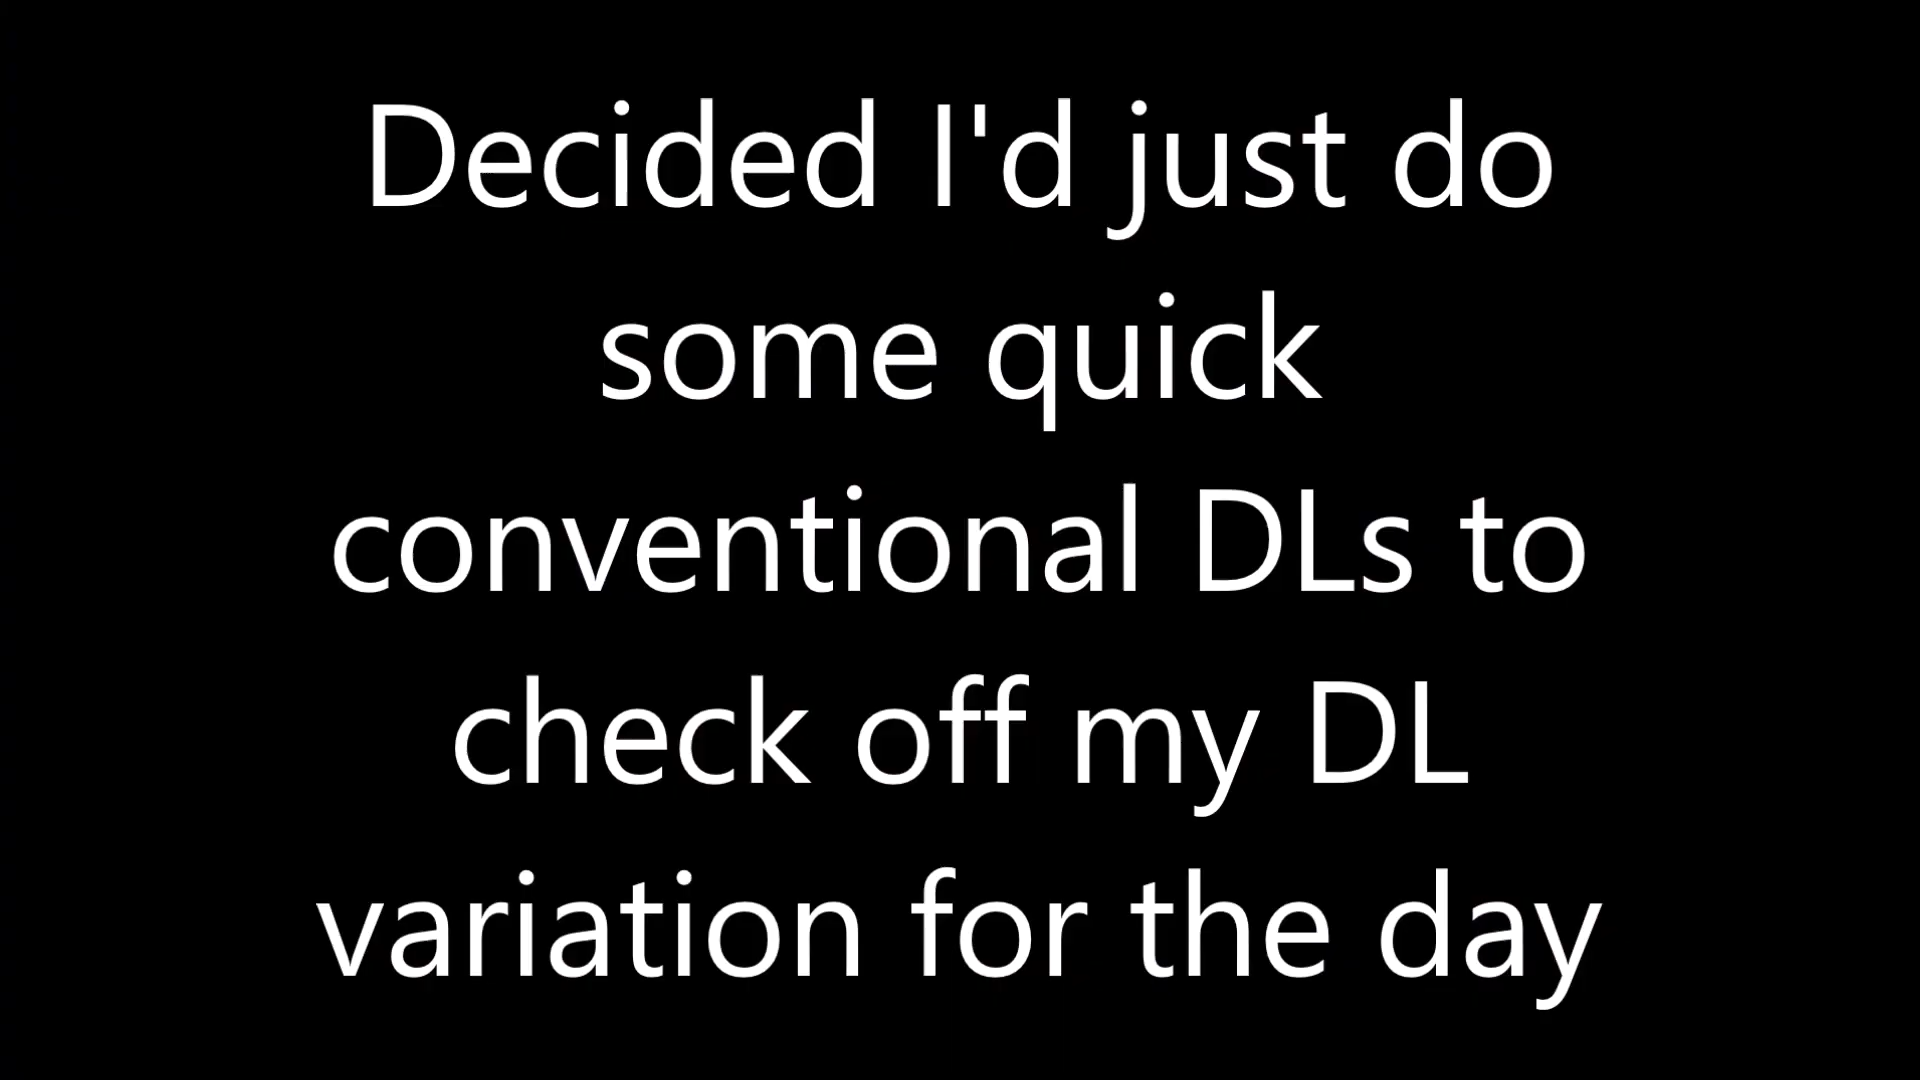 Decided I'd just do
some quick
conventional DLs to
check off my DL
variation for the day